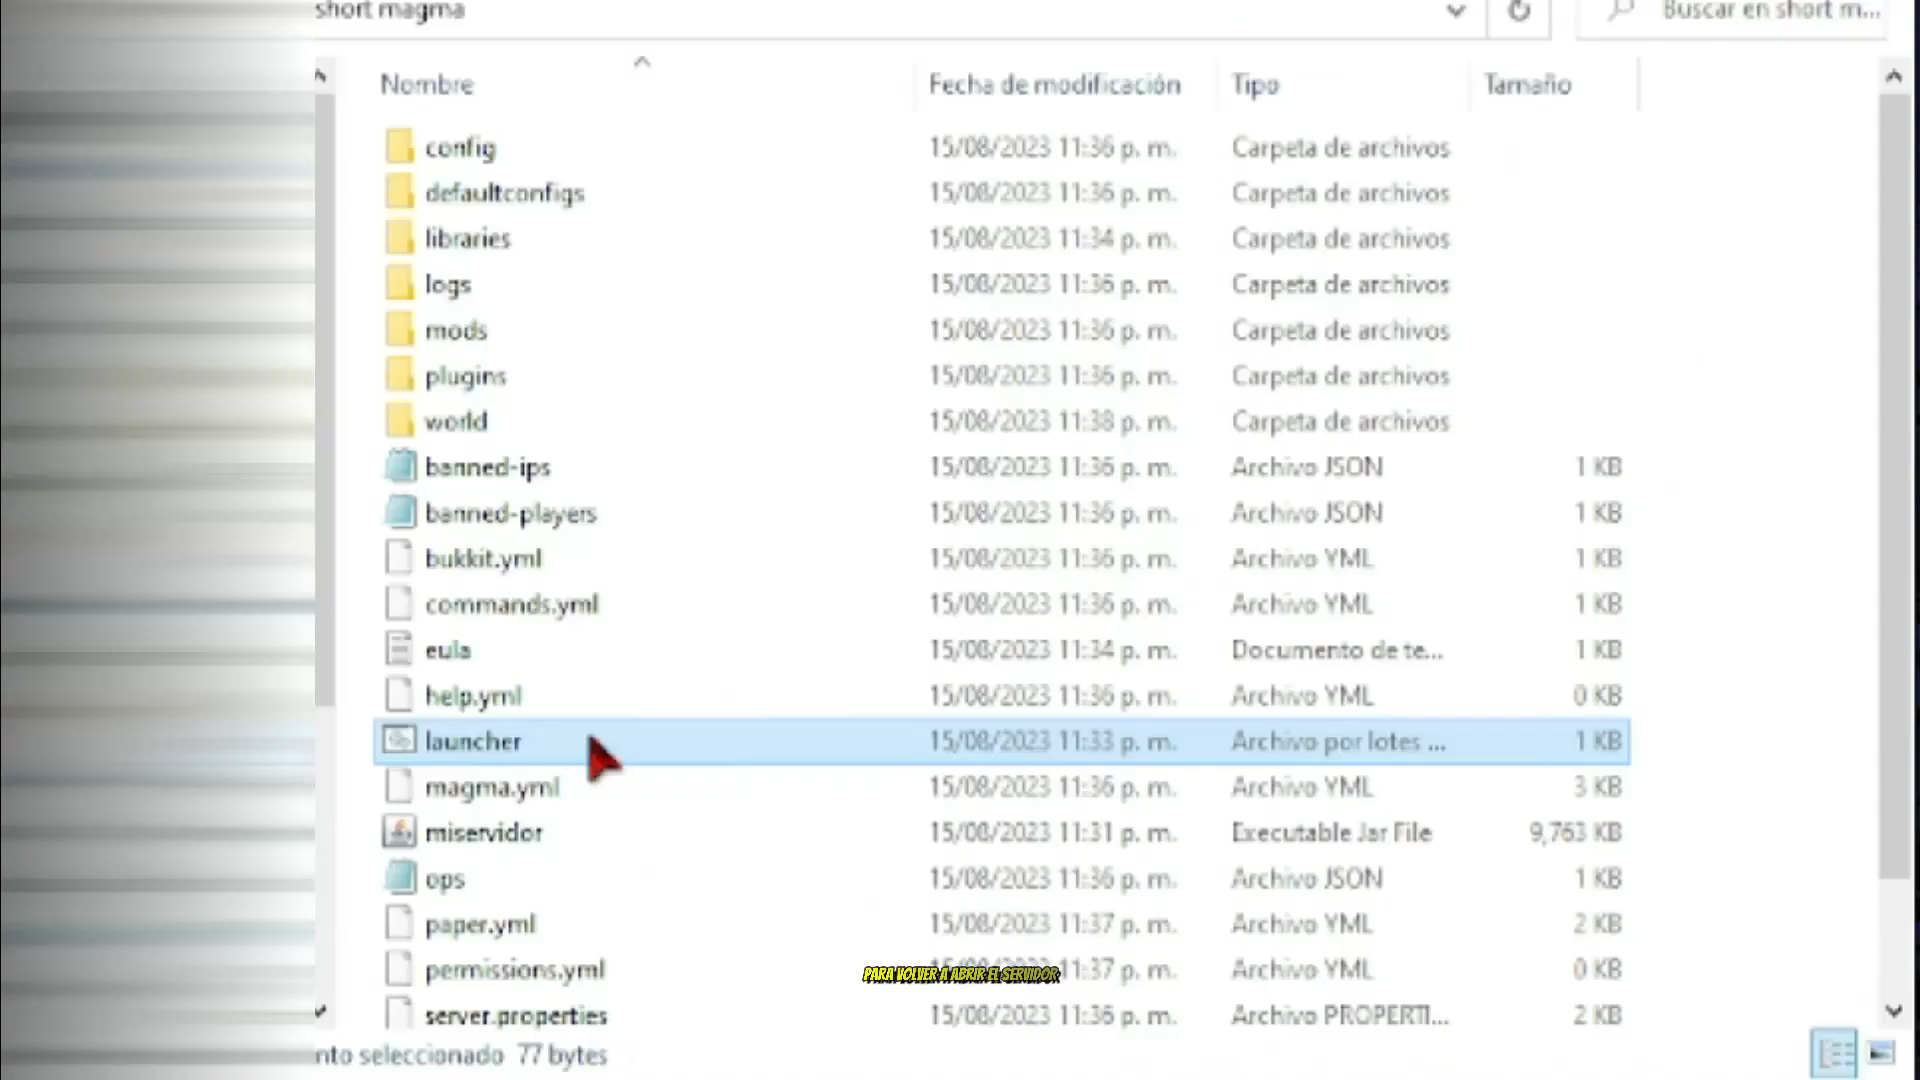 short magma Buscar en short m...
Nombre Fecha de modificación Tipo Tamaño
config 15/08/2023 11:36 p. m. Carpeta de archivos
defaultconfigs 15/08/2023 11:36 p. m. Carpeta de archivos
libraries 15/08/2023 11:34 p. m. Carpeta de archivos
logs 15/08/2023 11:36 p. m. Carpeta de archivos
mods 15/08/2023 11:36 p. m. Carpeta de archivos
plugins 15/08/2023 11:36 p. m. Carpeta de archivos
world 15/08/2023 11:38 p. m. Carpeta de archivos
banned-ips 15/08/2023 11:36 p. m. Archivo JSON 1 KB
banned-players 15/08/2023 11:36 p. m. Archivo JSON 1 KB
bukkit.yml 15/08/2023 11:36 p. m. Archivo YML 1 KB
commands.yml 15/08/2023 11:36 p. m. Archivo YML 1 KB
eula 15/08/2023 11:34 p. m. Documento de te... 1 KB
help.yml 15/08/2023 11:36 p. m. Archivo YML 0 KB
launcher 15/08/2023 11:33 p. m. Archivo por lotes ... 1 KB
magma.yml 15/08/2023 11:36 p. m. Archivo YML 3 KB
miservidor 15/08/2023 11:31 p. m. Executable Jar File 9,763 KB
ops 15/08/2023 11:36 p. m. Archivo JSON 1 KB
paper.yml 15/08/2023 11:37 p. m. Archivo YML 2 KB
permissions.yml 11:37 p. m. Archivo YML 0 KB
PARA VOLVER A ABRIR EL SERVIDOR
server.properties 15/08/2023 11:36 p. m. Archivo PROPERTI... 2 KB
nto seleccionado 77 bytes